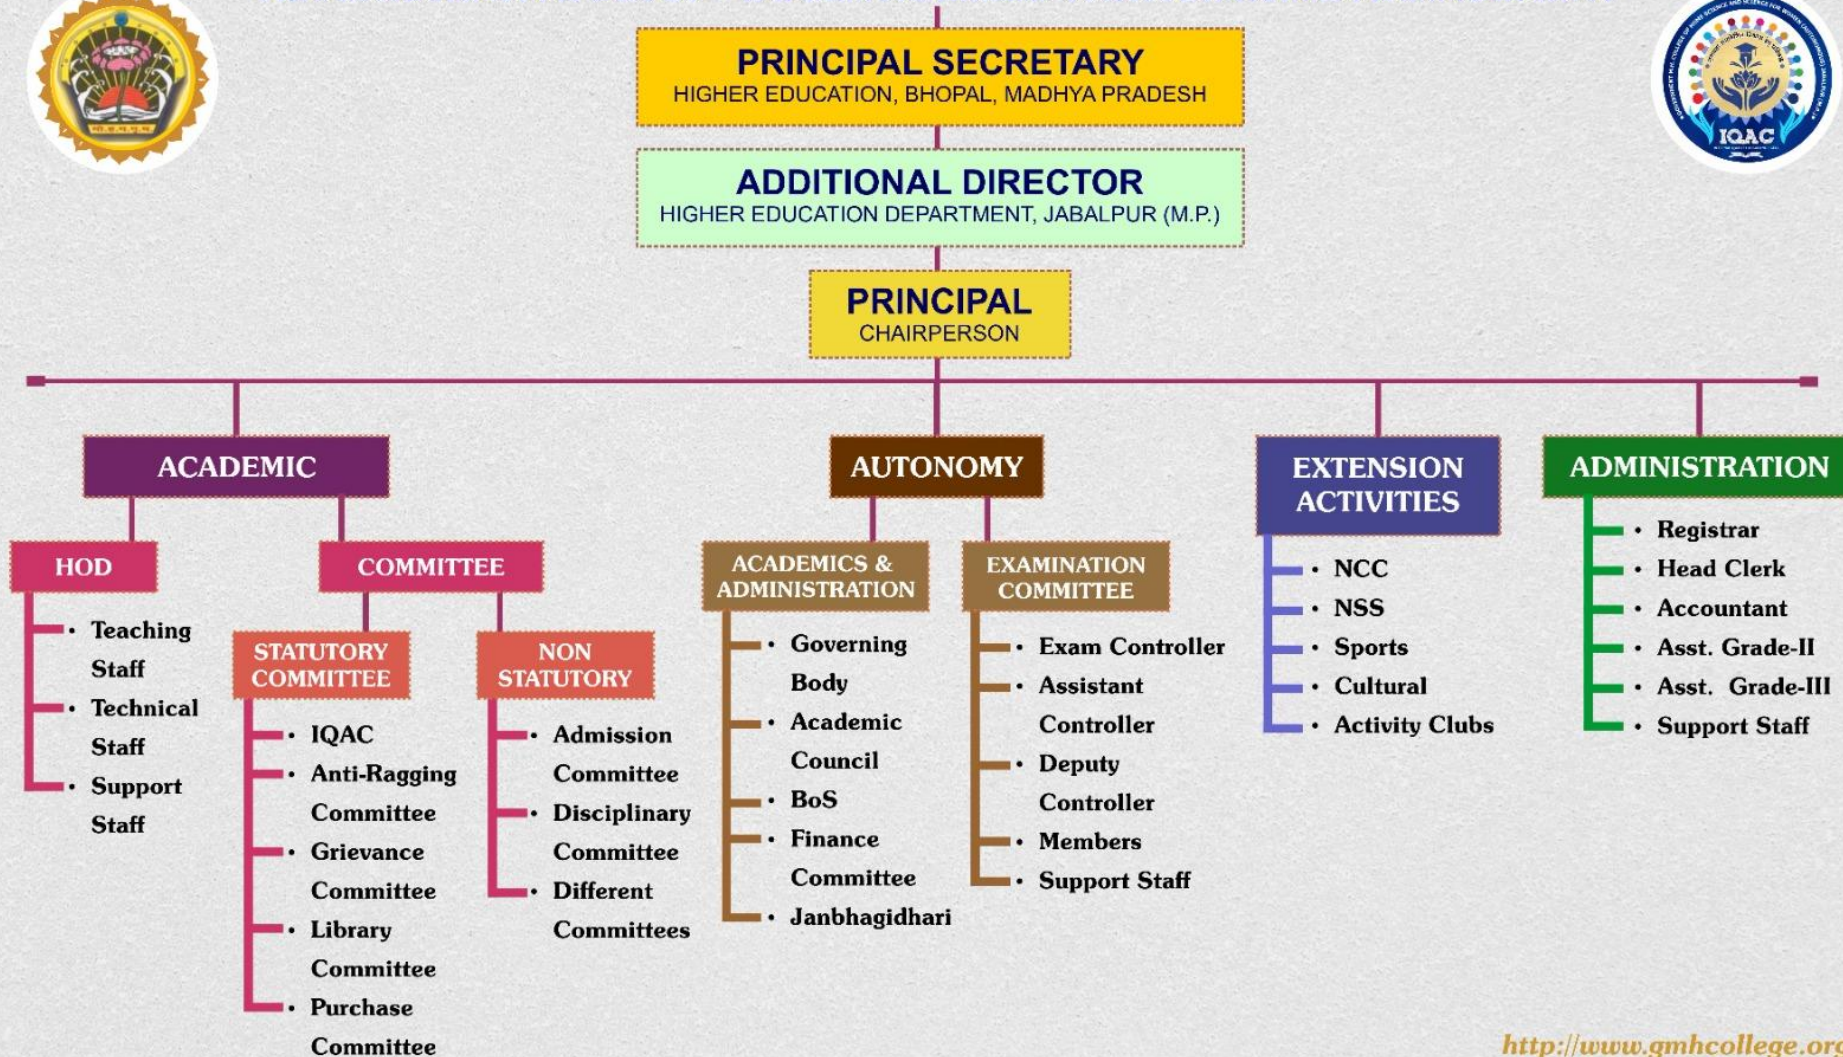 PRINCIPAL SECRETARY
HIGHER EDUCATION, BHOPAL, MADHYA PRADESH
ADDITIONAL DIRECTOR
HIGHER EDUCATION DEPARTMENT, JABALPUR (M.P.)
PRINCIPAL
CHAIRPERSON
IQAC
ACADEMIC
HOD
• Teaching
Staff
• Technical
Staff
• Support
Staff
COMMITTEE
STATUTORY
COMMITTEE
• IQAC
• Anti-Ragging
Committee
• Grievance
Committee
• Library
Committee
• Purchase
Committee
NON
STATUTORY
• Admission
Committee
• Disciplinary
Committee
• Different
Committees
AUTONOMY
ACADEMICS &
ADMINISTRATION
• Governing
Body
• Academic
Council
• BoS
• Finance
Committee
• Janbhagidhari
EXAMINATION
COMMITTEE
• Exam Controller
• Assistant
Controller
• Deputy
Controller
• Members
• Support Staff
EXTENSION
ACTIVITIES
• NCC
• NSS
• Sports
• Cultural
• Activity Clubs
ADMINISTRATION
• Registrar
• Head Clerk
• Accountant
• Asst. Grade-II
• Asst. Grade-III
• Support Staff
http://www.gmhcollege.org